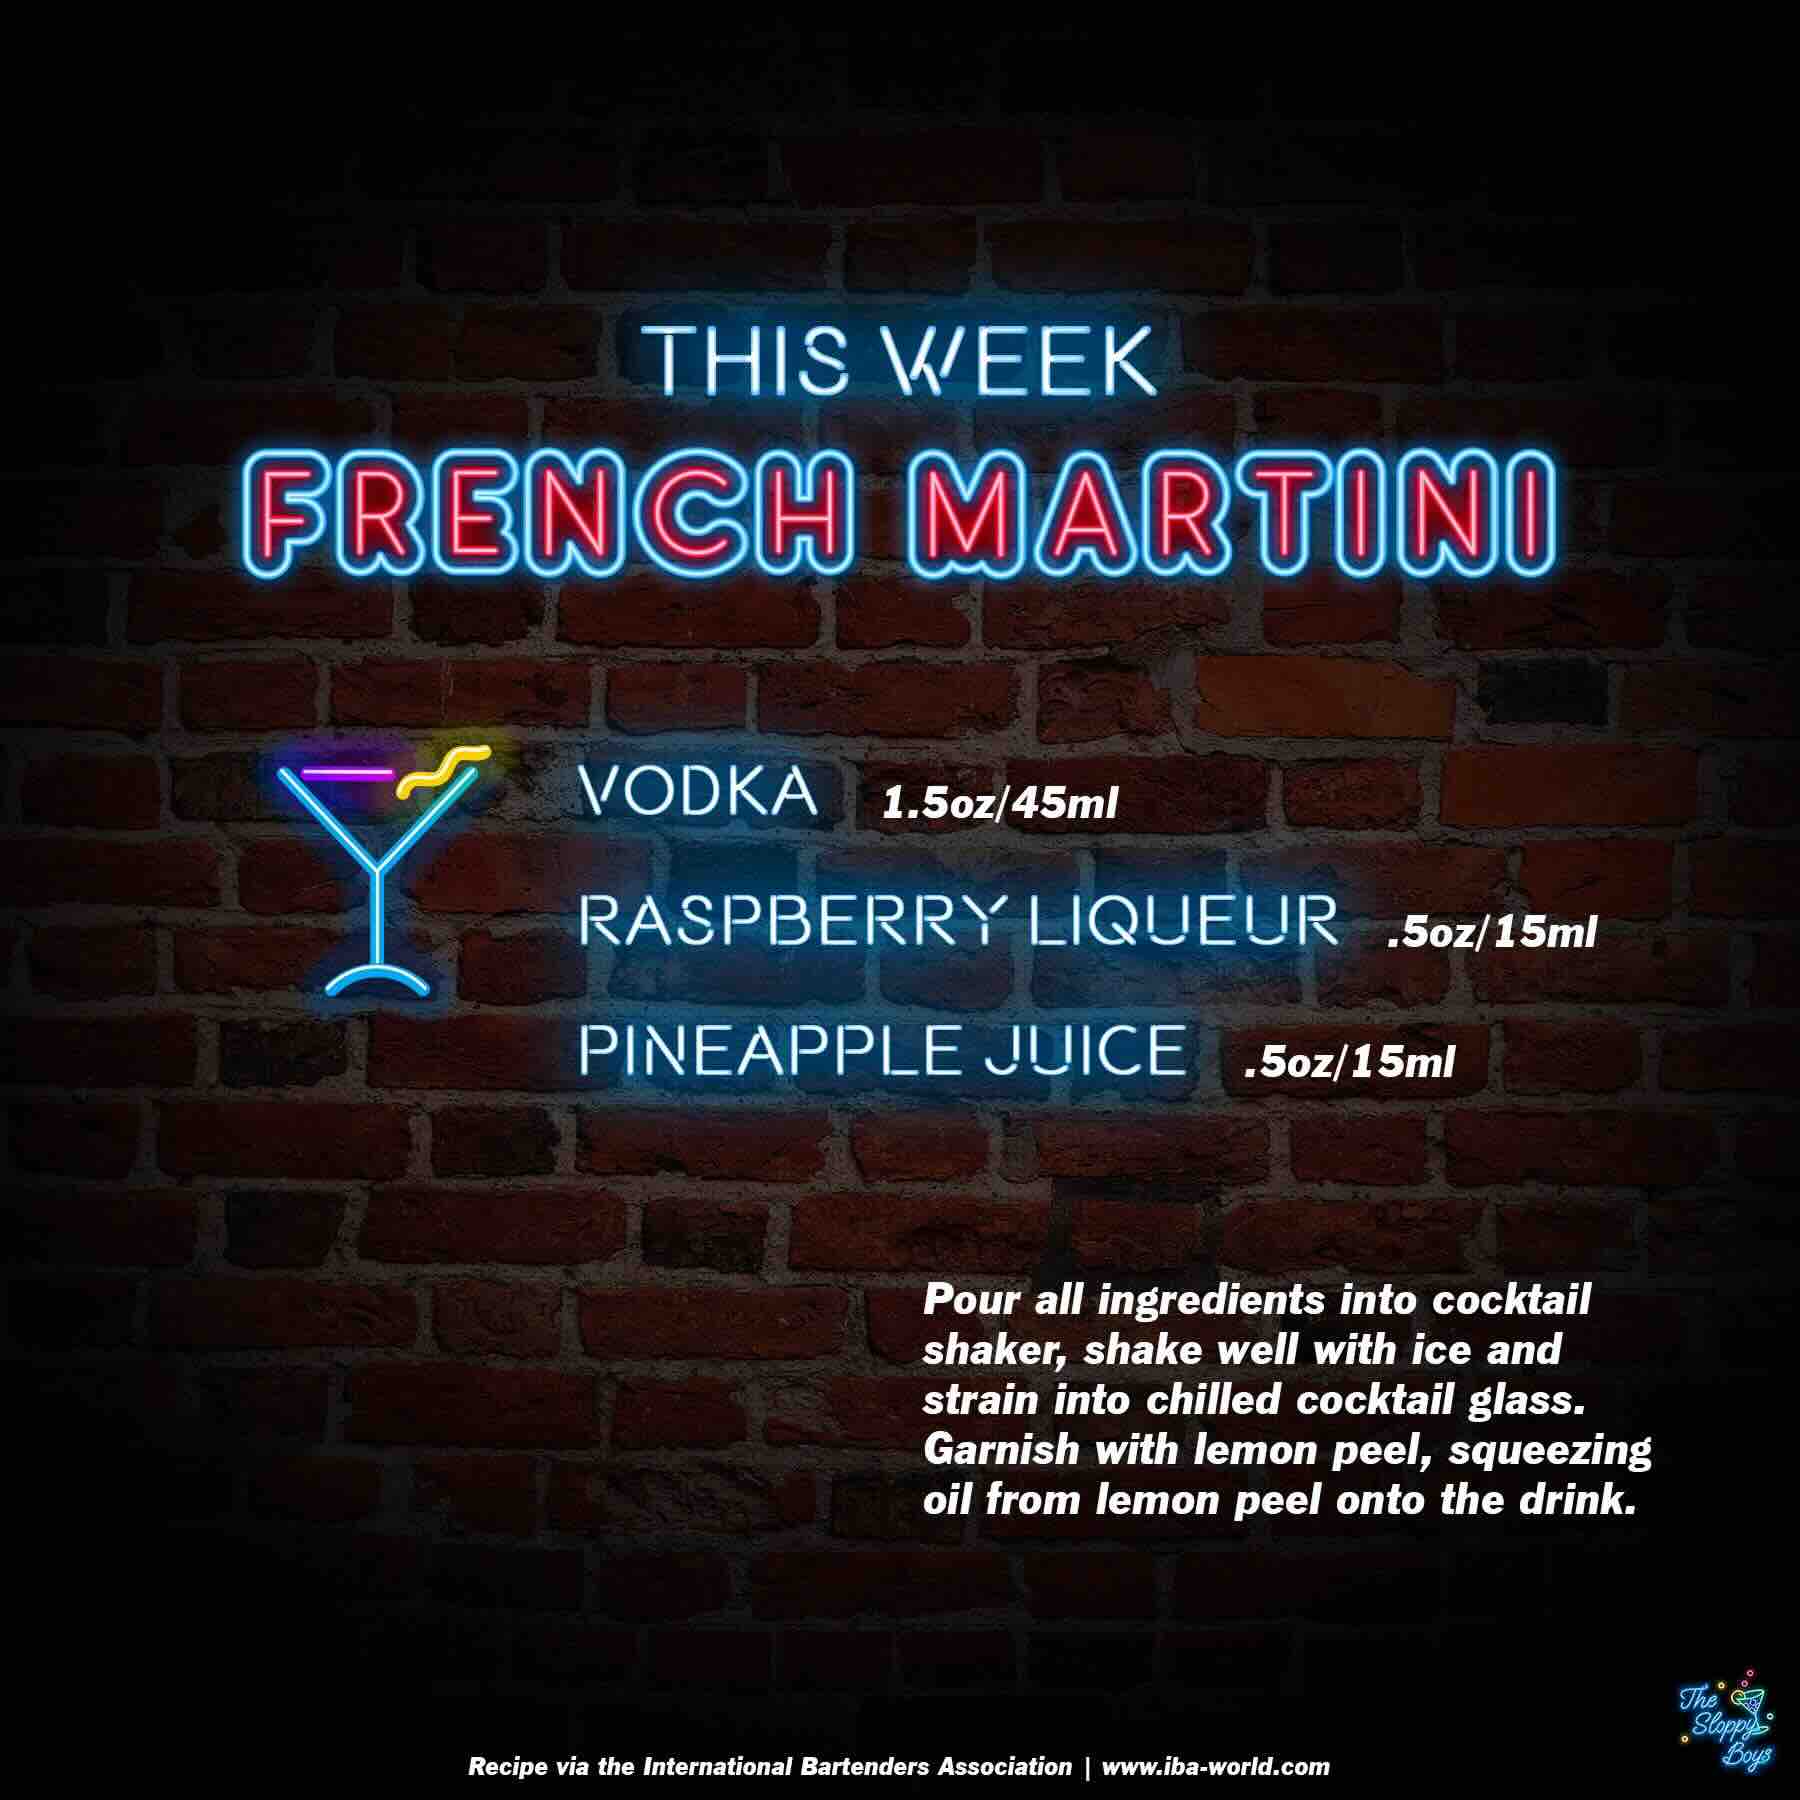 THIS WEEK
FRENCH MARTINI
VODKA 1.5oz/45ml
RASPBERRY LIQUEUR .5oz/15ml
PINEAPPLE JUICE .5oz/15ml
Pour all ingredients into cocktail
shaker, shake well with ice and
strain into chilled cocktail glass.
Garnish with lemon peel, squeezing
oil from lemon peel onto the drink.
The
Sloppy
Boys
Recipe via the International Bartenders Association | www.iba-world.com